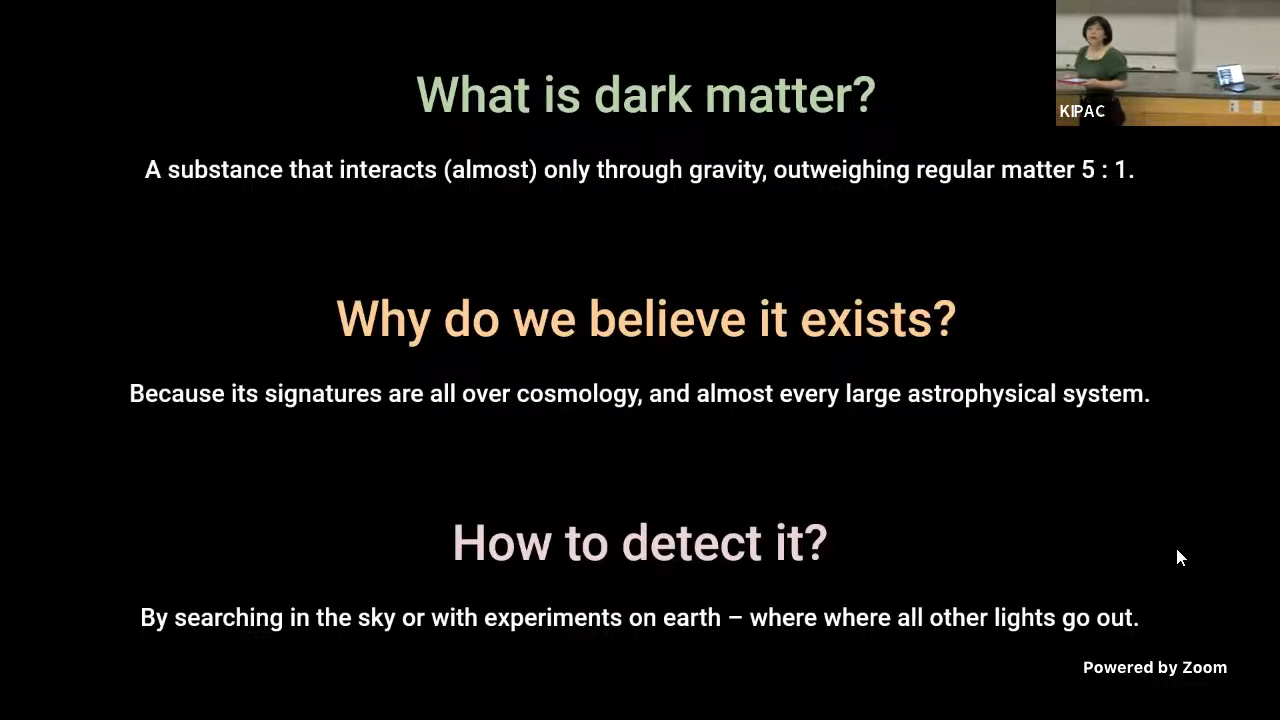 What is dark matter?
KIPAC
A substance that interacts (almost) only through gravity, outweighing regular matter 5 : 1.
Why do we believe it exists?
Because its signatures are all over cosmology, and almost every large astrophysical system.
How to detect it?
By searching in the sky or with experiments on earth – where where all other lights go out.
Powered by Zoom